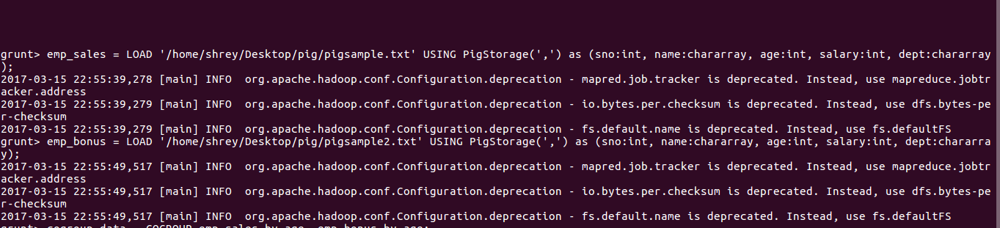 grunt> emp_sales = LOAD '/home/shrey/Desktop/pig/pigsample.txt' USING PigStorage(',') as (sno:int, name:chararray, age:int, salary:int, dept:chararray
);
2017-03-15 22:55:39,278 [main] INFO  org.apache.hadoop.conf.Configuration.deprecation - mapred.job.tracker is deprecated. Instead, use mapreduce.jobtr
acker.address
2017-03-15 22:55:39,279 [main] INFO  org.apache.hadoop.conf.Configuration.deprecation - io.bytes.per.checksum is deprecated. Instead, use dfs.bytes-pe
r-checksum
2017-03-15 22:55:39,279 [main] INFO  org.apache.hadoop.conf.Configuration.deprecation - fs.default.name is deprecated. Instead, use fs.defaultFS
grunt> emp_bonus = LOAD '/home/shrey/Desktop/pig/pigsample2.txt' USING PigStorage(',') as (sno:int, name:chararray, age:int, salary:int, dept:chararra
y);
2017-03-15 22:55:49,517 [main] INFO  org.apache.hadoop.conf.Configuration.deprecation - mapred.job.tracker is deprecated. Instead, use mapreduce.jobtr
acker.address
2017-03-15 22:55:49,517 [main] INFO  org.apache.hadoop.conf.Configuration.deprecation - io.bytes.per.checksum is deprecated. Instead, use dfs.bytes-pe
r-checksum
2017-03-15 22:55:49,517 [main] INFO  org.apache.hadoop.conf.Configuration.deprecation - fs.default.name is deprecated. Instead, use fs.defaultFS
grunt> cogroup_data = COGROUP emp_sales by age, emp_bonus by age;